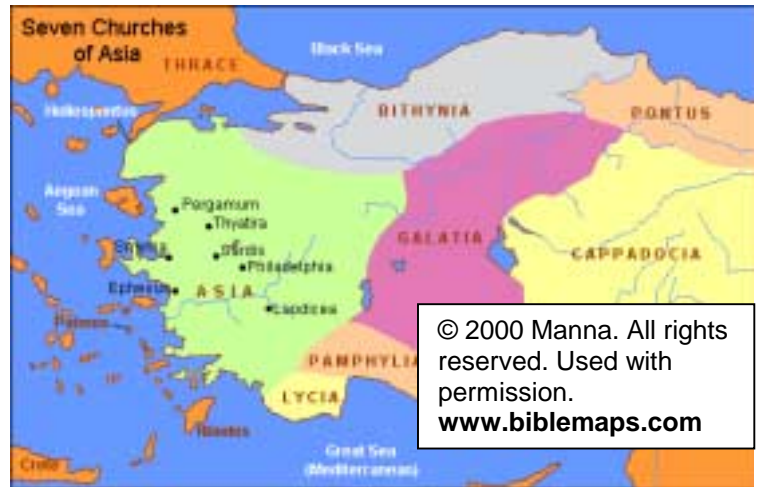 Seven Churches
of Asia
THRACE
Black Sea
BITHYNIA
PONTUS
Hellespontus
Aegean
Sea
Pergamum
Thyatira
Smyrna
Sardis
Philadelphia
GALATIA
CAPPADOCIA
Ephesus
ASIA
Laodicea
Patmos
PAMPHYLIA
LYCIA
Rhodes
Crete
Great Sea
(Mediterranean)
© 2000 Manna. All rights
reserved. Used with
permission.
www.biblemaps.com